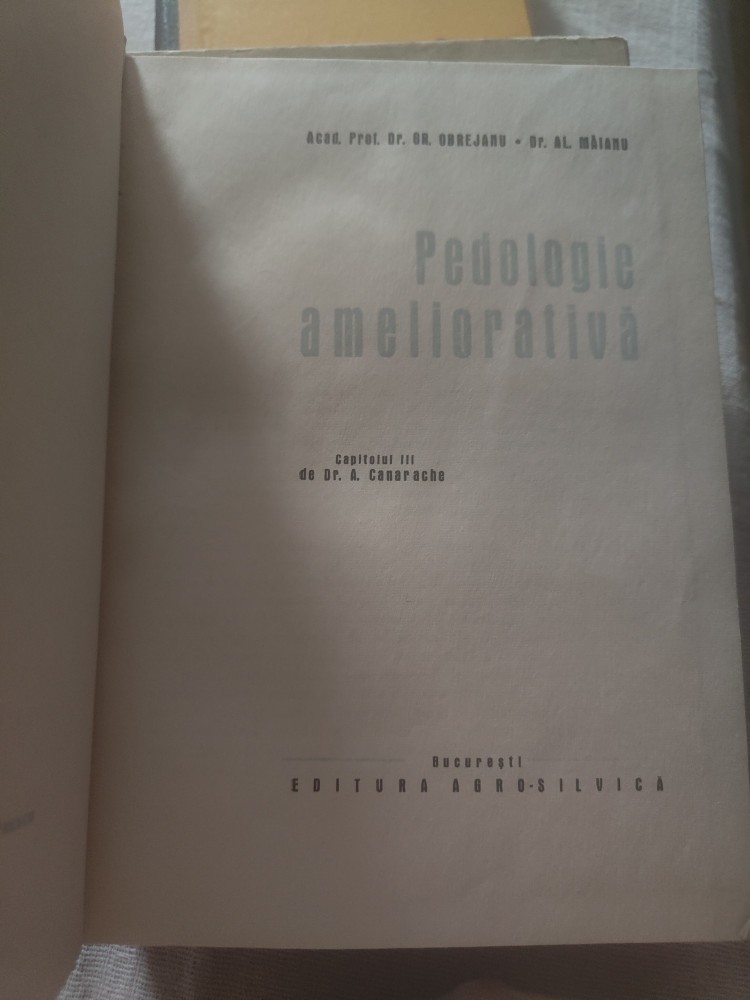 Acad. Prof. Dr. GR. OBREJANU • Dr. AL. MĂIANU
Pedologie
ameliorativă
Capitolul III
de Dr. A. Canarache
București
EDITURA AGRO-SILVICĂ